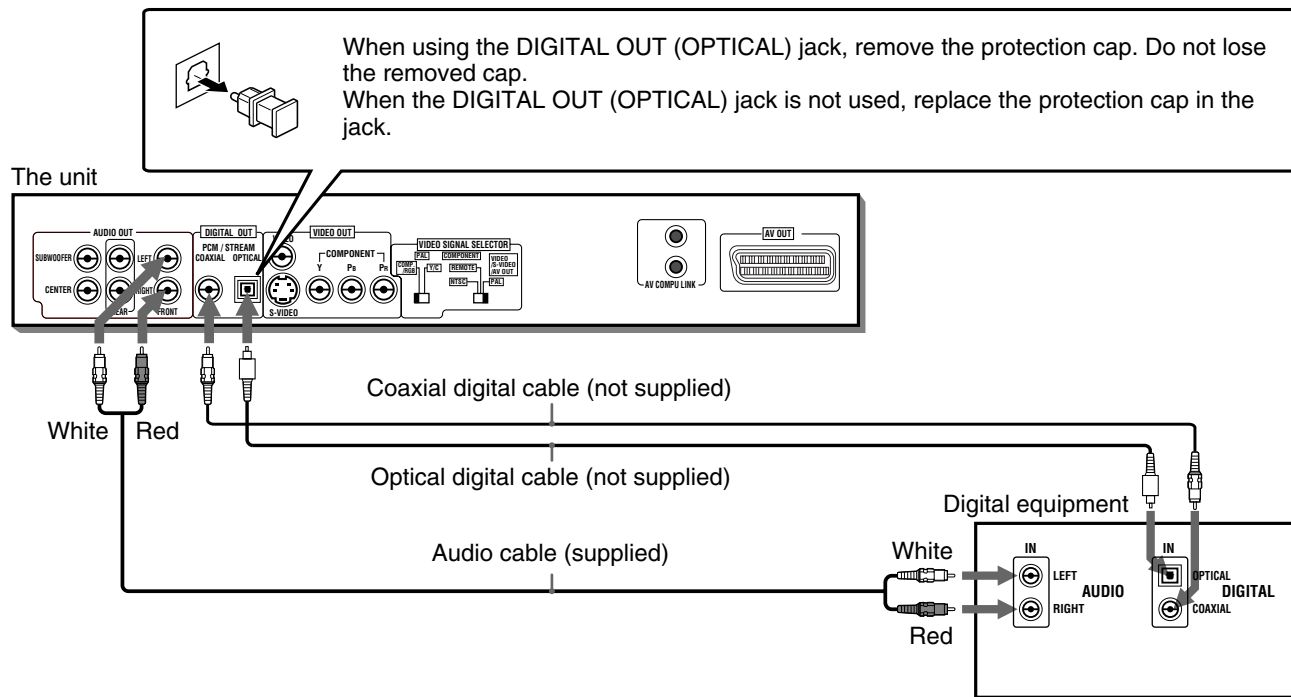 When using the DIGITAL OUT (OPTICAL) jack, remove the protection cap. Do not lose
the removed cap.
When the DIGITAL OUT (OPTICAL) jack is not used, replace the protection cap in the
jack.
The unit
AUDIO OUT
SUBWOOFER
LEFT
CENTER
RIGHT
FRONT
DIGITAL OUT
PCM / STREAM
COAXIAL OPTICAL
VIDEO OUT
COMPONENT
Y PB PR
S-VIDEO
VIDEO SIGNAL SELECTOR
PAL
COMP.
/RGB
Y/C
COMPONENT
REMOTE
NTSC
VIDEO
/S-VIDEO
/AV OUT
PAL
AV COMPU LINK
AV OUT
White Red
Coaxial digital cable (not supplied)
Optical digital cable (not supplied)
Digital equipment
Audio cable (supplied)
White
Red
IN
LEFT
AUDIO
RIGHT
IN
OPTICAL
DIGITAL
COAXIAL